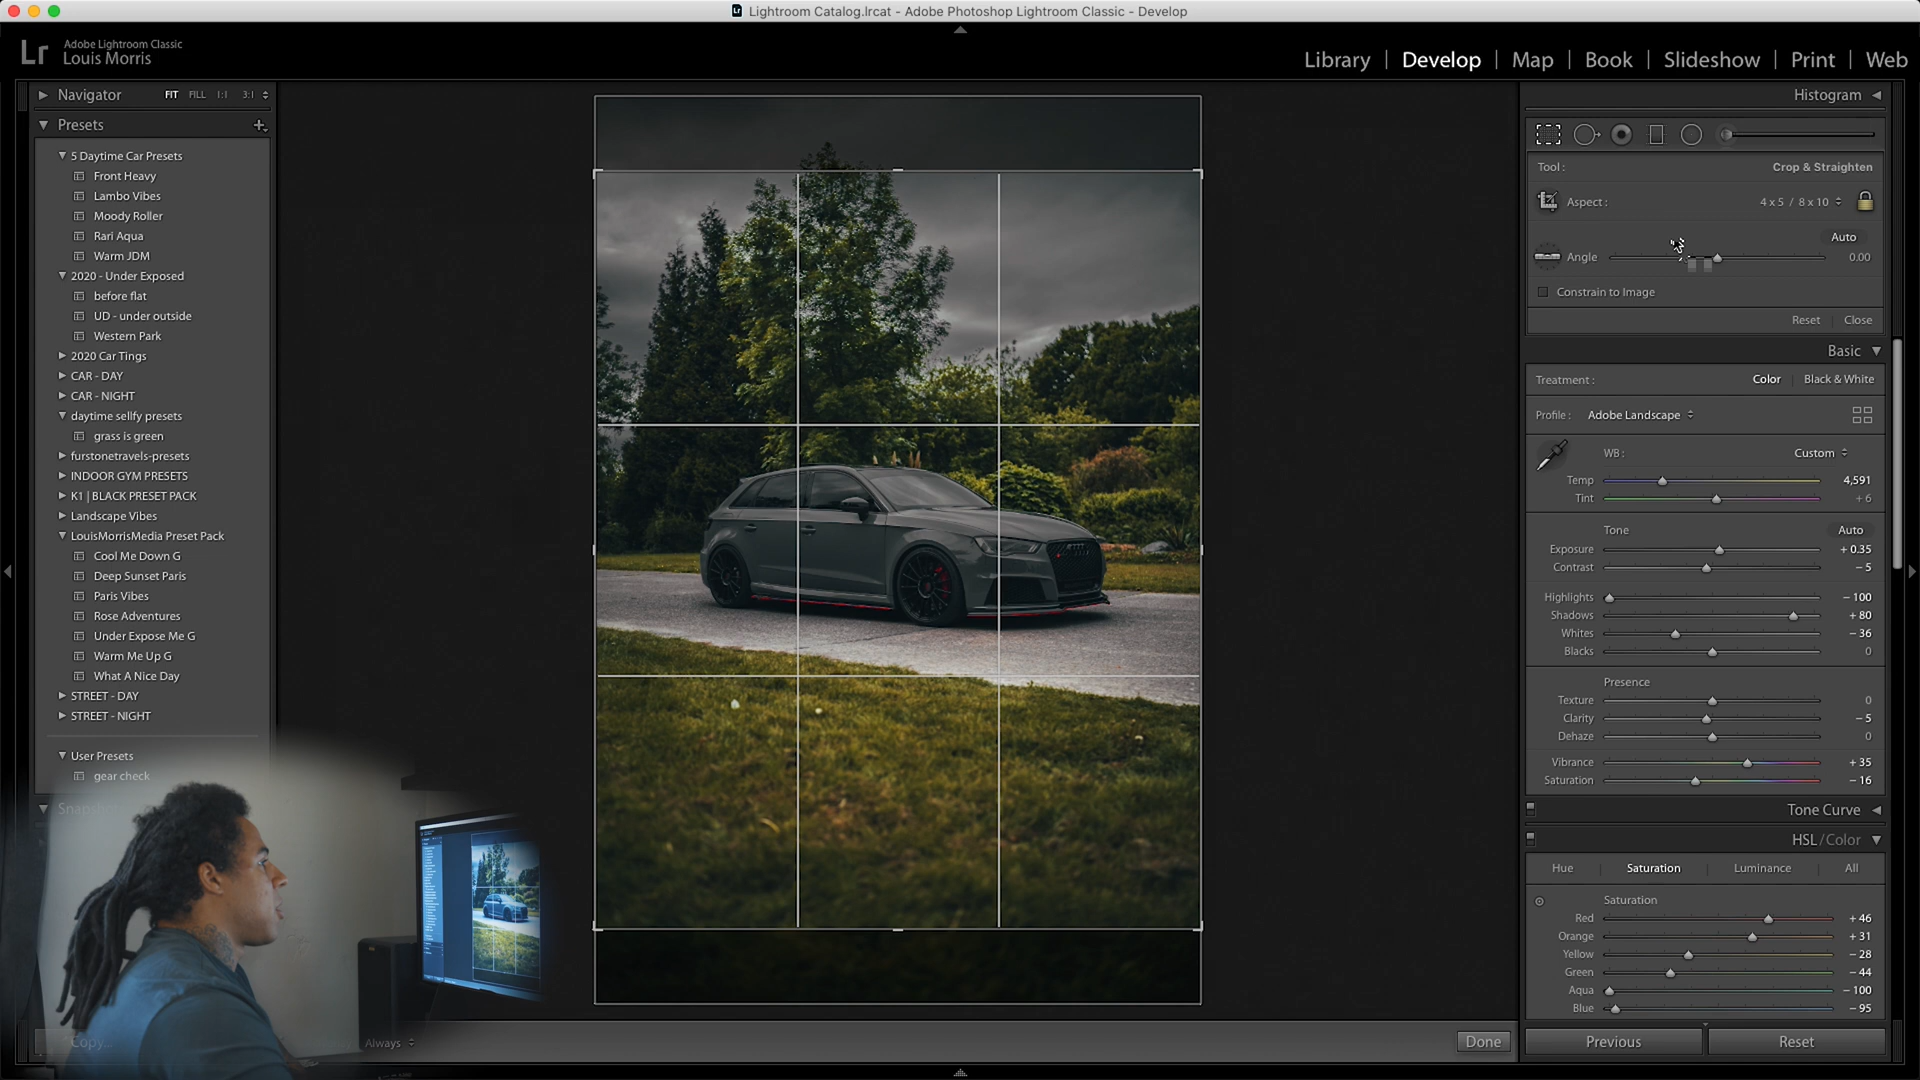 Lightroom Catalog.lrcat - Adobe Photoshop Lightroom Classic - Develop
Lr
Adobe Lightroom Classic
Louis Morris
Library | Develop | Map | Book | Slideshow | Print | Web
Navigator FIT FILL 1:1 3:1
Presets
5 Daytime Car Presets
Front Heavy
Lambo Vibes
Moody Roller
Rari Aqua
Warm JDM
2020 - Under Exposed
before flat
UD - under outside
Western Park
2020 Car Tings
CAR - DAY
CAR - NIGHT
daytime sellfy presets
grass is green
furstonetravels-presets
INDOOR GYM PRESETS
K1 | BLACK PRESET PACK
Landscape Vibes
LouisMorrisMedia Preset Pack
Cool Me Down G
Deep Sunset Paris
Paris Vibes
Rose Adventures
Under Expose Me G
Warm Me Up G
What A Nice Day
STREET - DAY
STREET - NIGHT
User Presets
gear check
Copy...
Always
Done
Histogram
Tool : Crop & Straighten
Aspect : 4 x 5 / 8 x 10
Auto
Angle 0.00
Constrain to Image
Reset | Close
Basic
Treatment : Color | Black & White
Profile : Adobe Landscape
WB : Custom
Temp 4,591
Tint + 6
Tone Auto
Exposure + 0.35
Contrast − 5
Highlights − 100
Shadows + 80
Whites − 36
Blacks 0
Presence
Texture 0
Clarity − 5
Dehaze 0
Vibrance + 35
Saturation − 16
Tone Curve
HSL / Color
Hue Saturation Luminance All
Saturation
Red + 46
Orange + 31
Yellow − 28
Green − 44
Aqua − 100
Blue − 95
Previous Reset